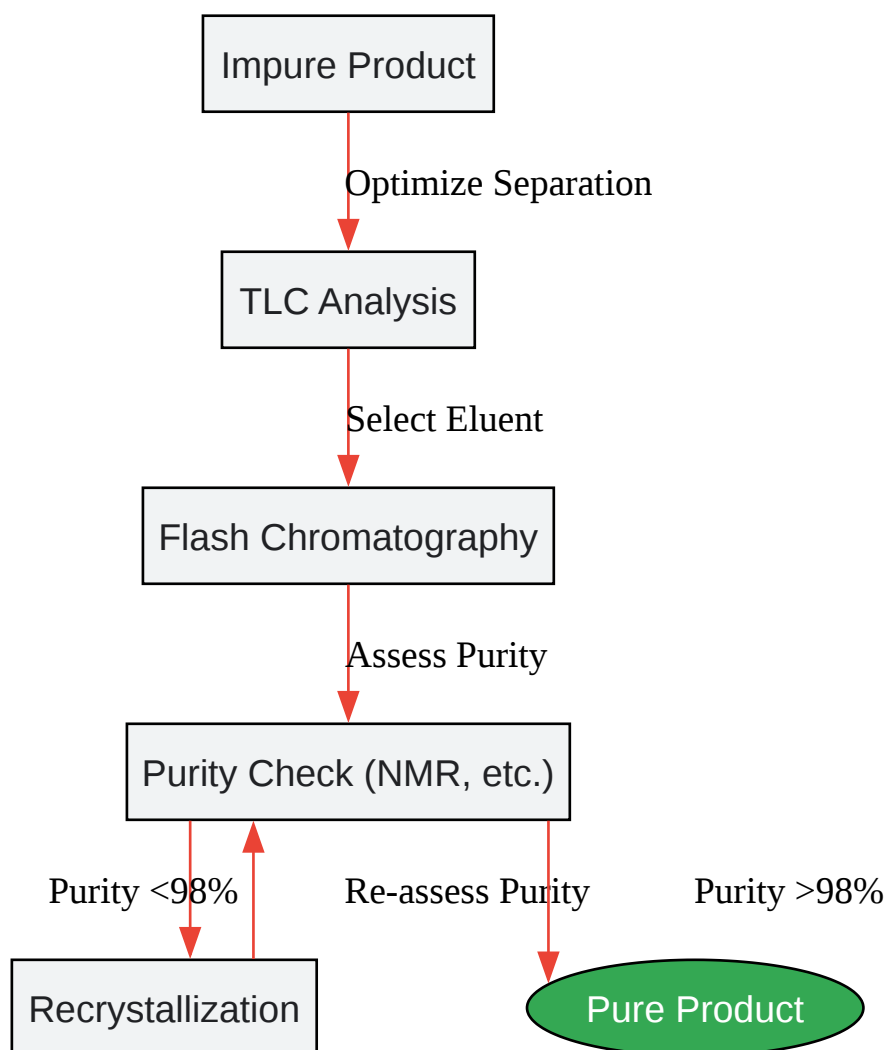 Impure Product
Optimize Separation
TLC Analysis
Select Eluent
Flash Chromatography
Assess Purity
Purity Check (NMR, etc.)
Purity <98%
Re-assess Purity
Purity >98%
Recrystallization
Pure Product